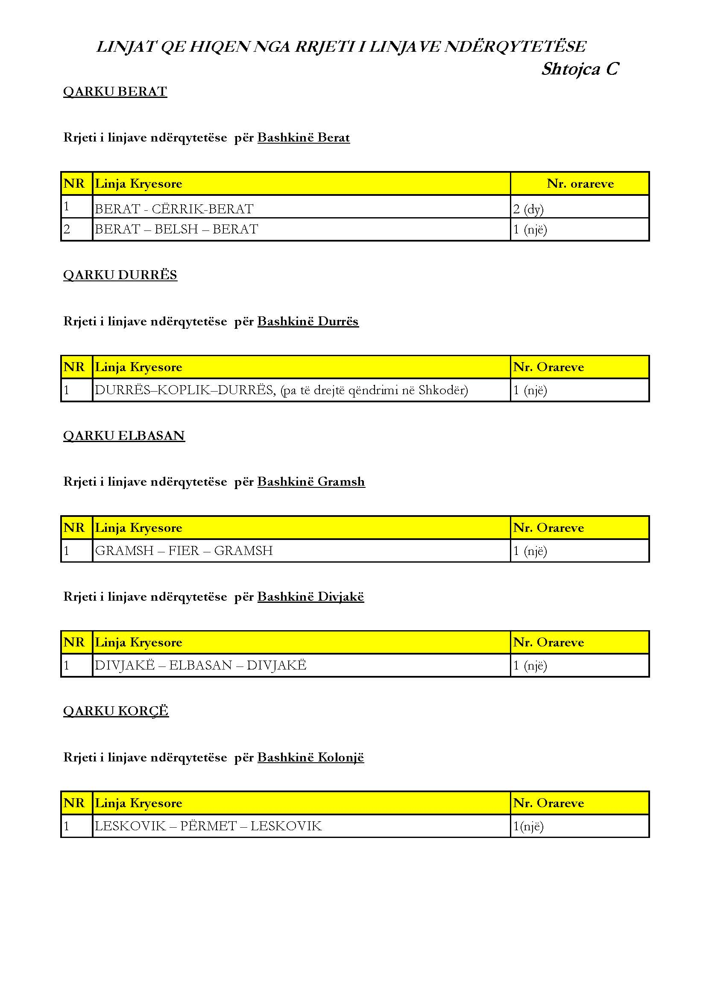 LINJAT QE HIQEN NGA RRJETI I LINJAVE NDËRQYTETËSE
Shtojca C
QARKU BERAT
Rrjeti i linjave ndërqytetëse për Bashkinë Berat
NR Linja Kryesore Nr. orareve
1 BERAT - CËRRIK-BERAT 2 (dy)
2 BERAT – BELSH – BERAT 1 (një)
QARKU DURRËS
Rrjeti i linjave ndërqytetëse për Bashkinë Durrës
NR Linja Kryesore Nr. Orareve
1 DURRËS–KOPLIK–DURRËS, (pa të drejtë qëndrimi në Shkodër) 1 (një)
QARKU ELBASAN
Rrjeti i linjave ndërqytetëse për Bashkinë Gramsh
NR Linja Kryesore Nr. Orareve
1 GRAMSH – FIER – GRAMSH 1 (një)
Rrjeti i linjave ndërqytetëse për Bashkinë Divjakë
NR Linja Kryesore Nr. Orareve
1 DIVJAKË – ELBASAN – DIVJAKË 1 (një)
QARKU KORÇË
Rrjeti i linjave ndërqytetëse për Bashkinë Kolonjë
NR Linja Kryesore Nr. Orareve
1 LESKOVIK – PËRMET – LESKOVIK 1(një)